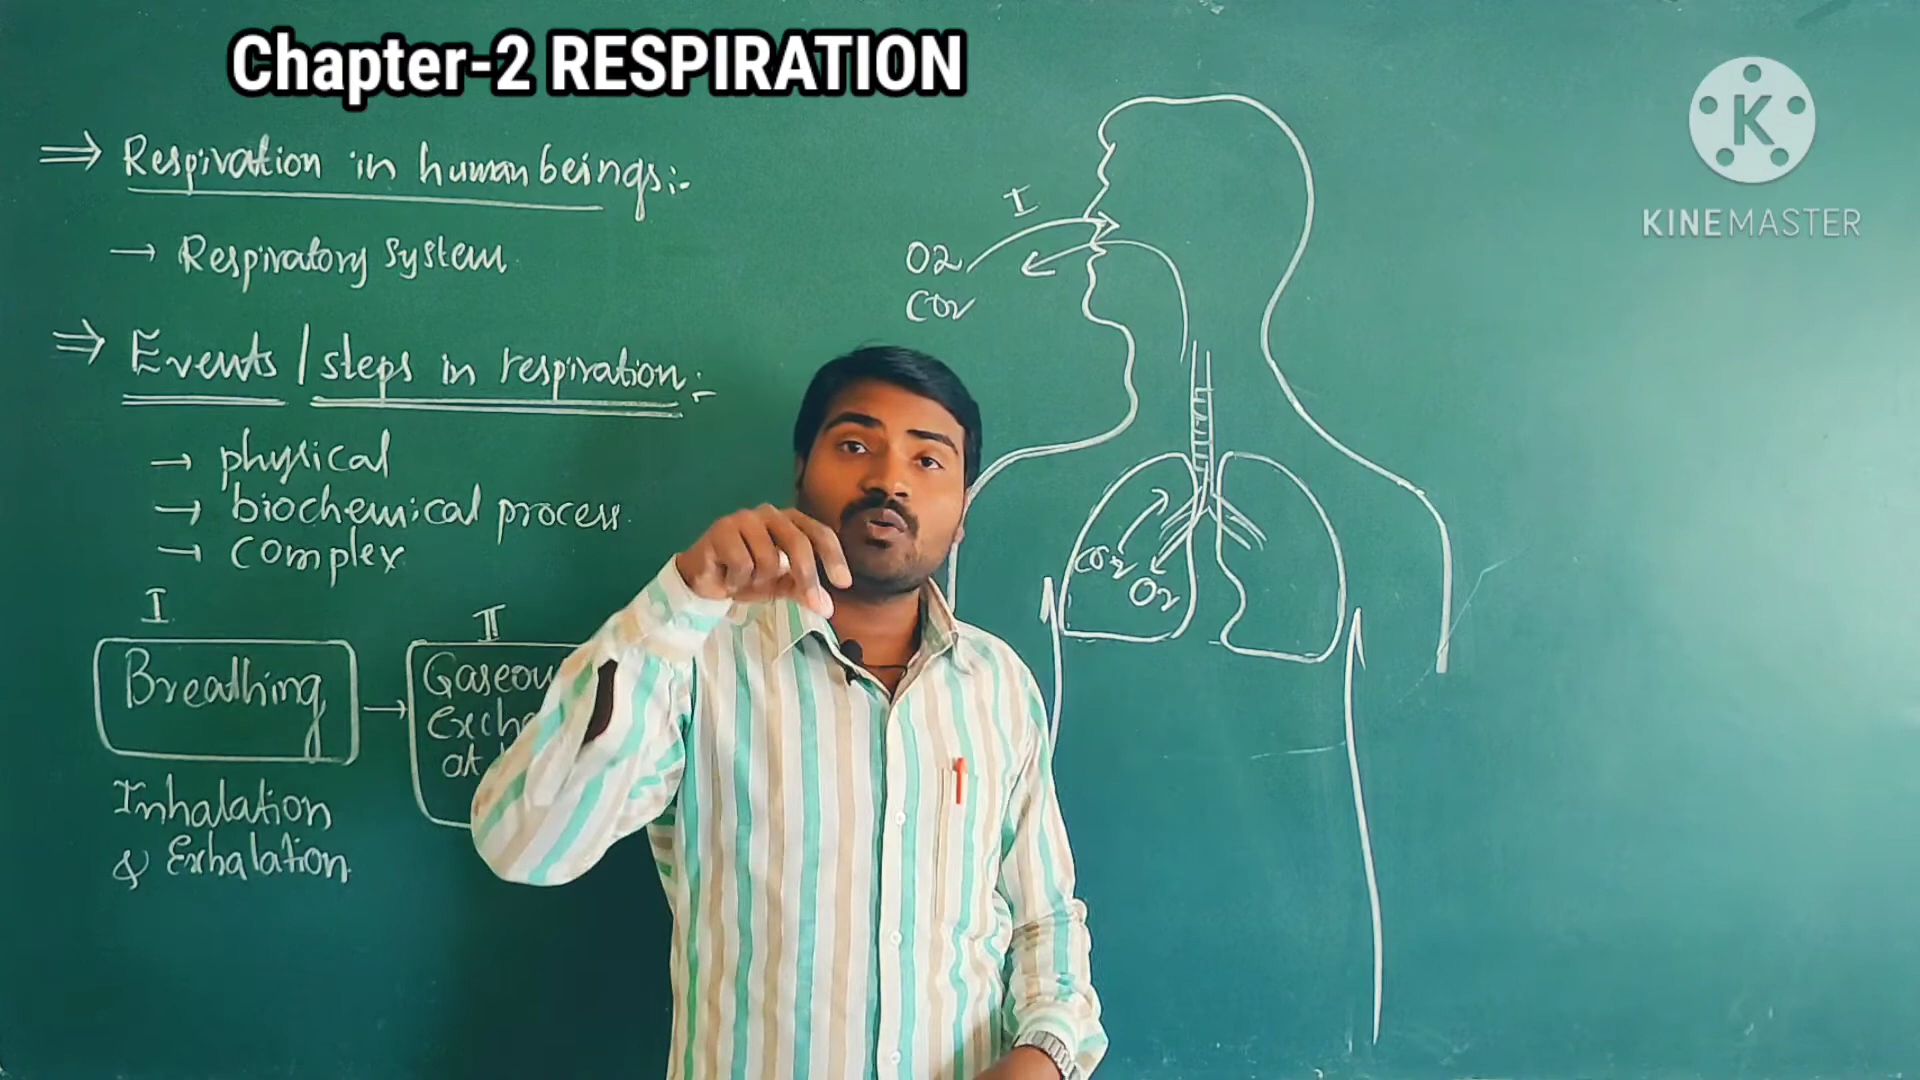 Chapter-2 RESPIRATION
⇒ Respiration in human beings:-
→ Respiratory system
⇒ Events / steps in respiration:-
→ physical
→ biochemical process
→ complex
I
Breathing
→
II
Gaseou
Exch
at
Inhalation
& Exhalation
I
O2
CO2
CO2
O2
K
KINEMASTER